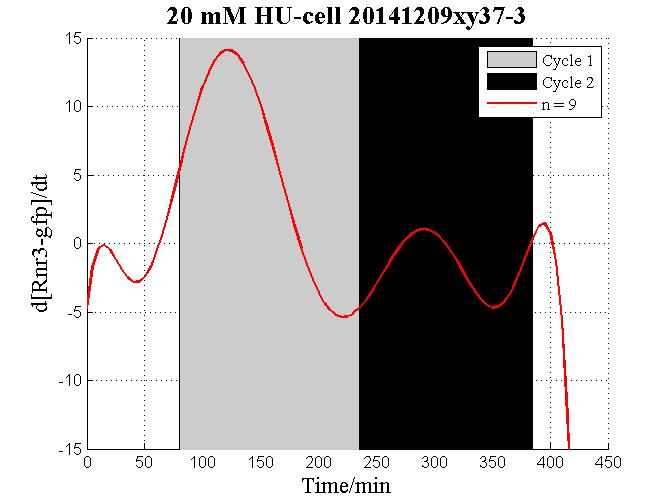 20 mM HU-cell 20141209xy37-3
d[Rnr3-gfp]/dt
15
10
5
0
-5
-10
-15
Cycle 1
Cycle 2
n = 9
0 50 100 150 200 250 300 350 400 450
Time/min